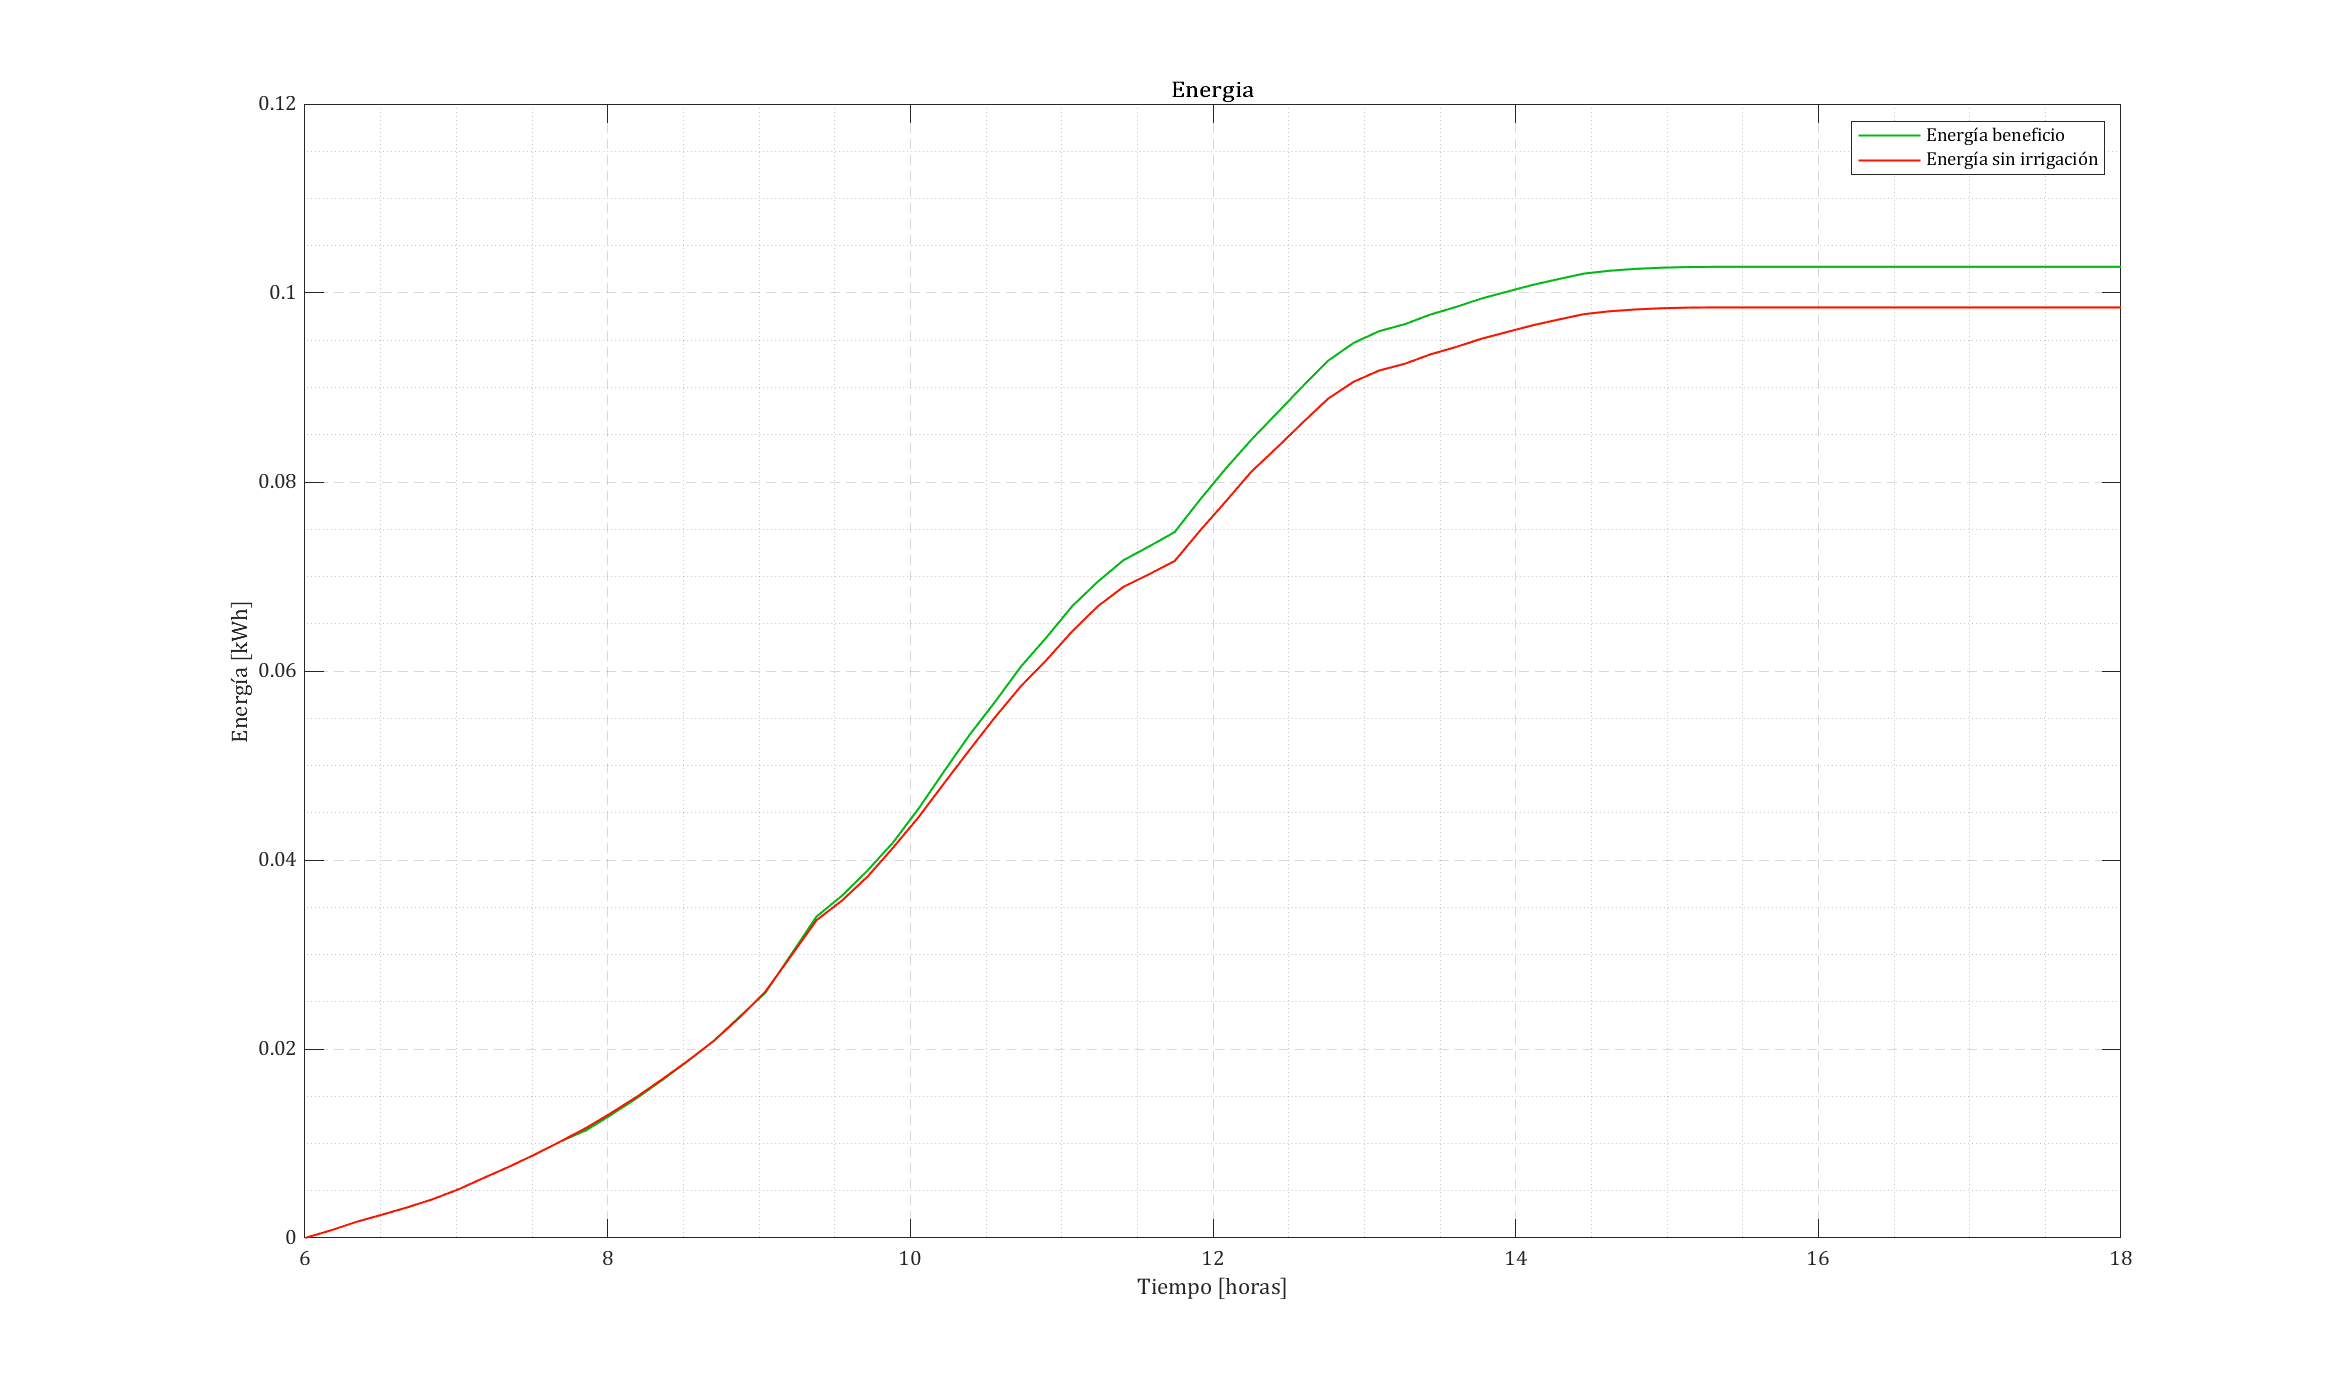 Energia
0.12
0.1
0.08
0.06
0.04
0.02
0
Energía [kWh]
6 8 10 12 14 16 18
Tiempo [horas]
Energía beneficio
Energía sin irrigación